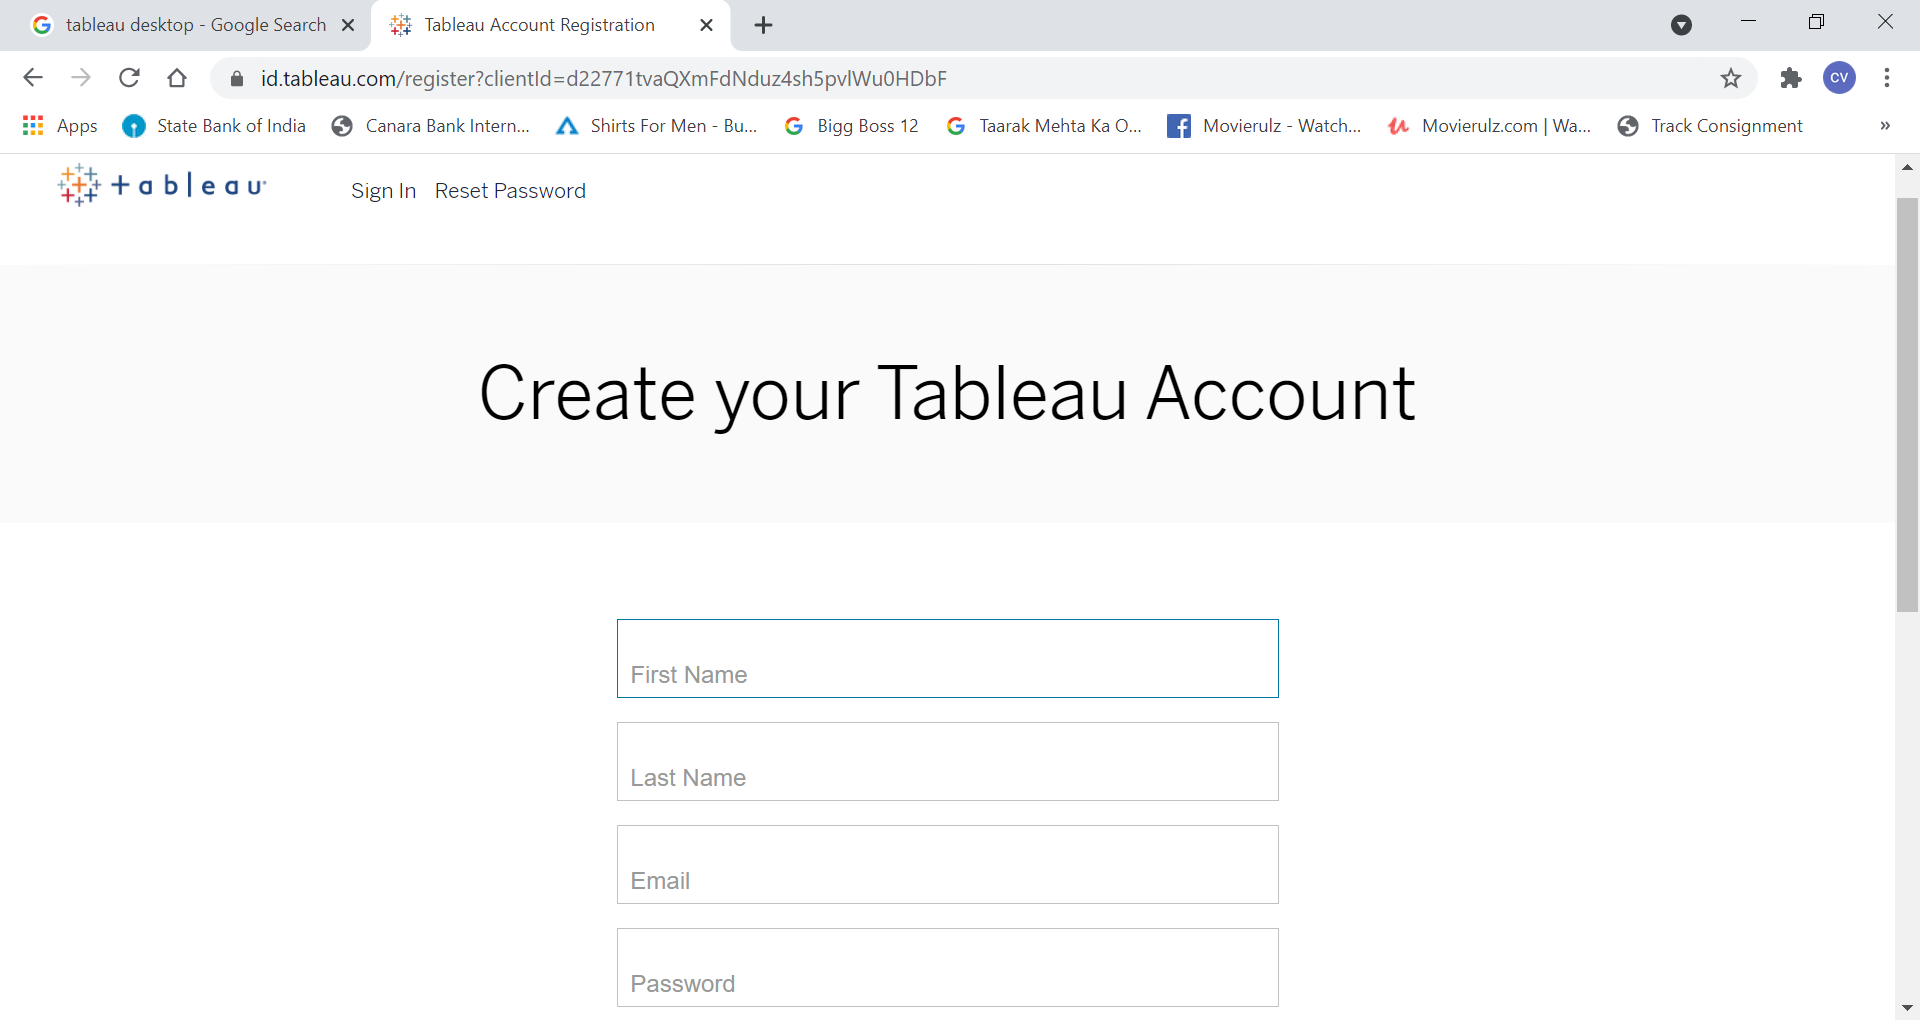 tableau desktop - Google Search
Tableau Account Registration
id.tableau.com/register?clientId=d22771tvaQXmFdNduz4sh5pvlWu0HDbF
CV
Apps
State Bank of India
Canara Bank Intern...
Shirts For Men - Bu...
Bigg Boss 12
Taarak Mehta Ka O...
Movierulz - Watch...
Movierulz.com | Wa...
Track Consignment
»
+ a b l e a u
Sign In
Reset Password
Create your Tableau Account
First Name
Last Name
Email
Password